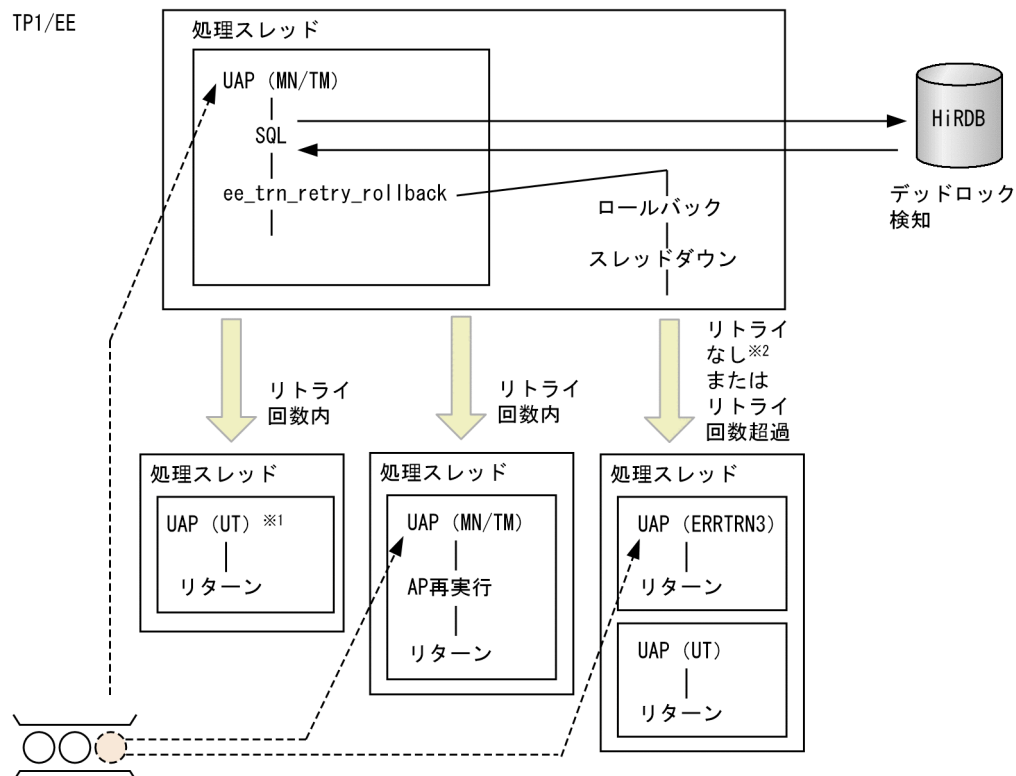 TP1/EE
処理スレッド
UAP (MN/TM)
SQL
ee_trn_retry_rollback
ロールバック
スレッドダウン
HiRDB
デッドロック
検知
リトライ
回数内
リトライ
回数内
リトライ
なし※2
または
リトライ
回数超過
処理スレッド
UAP (UT) ※1
リターン
処理スレッド
UAP (MN/TM)
AP再実行
リターン
処理スレッド
UAP (ERRTRN3)
リターン
UAP (UT)
リターン